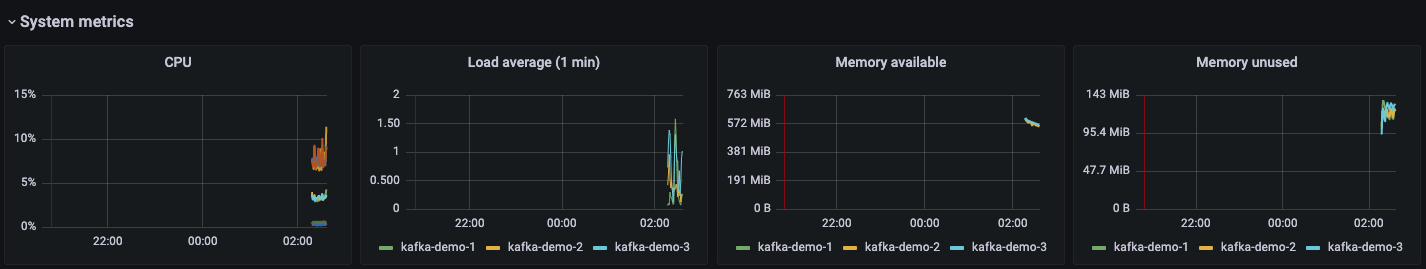 System metrics
CPU
15%
10%
5%
0%
22:00 00:00 02:00
Load average (1 min)
2
1.50
1
0.500
0
22:00 00:00 02:00
kafka-demo-1 kafka-demo-2 kafka-demo-3
Memory available
763 MiB
572 MiB
381 MiB
191 MiB
0 B
22:00 00:00 02:00
kafka-demo-1 kafka-demo-2 kafka-demo-3
Memory unused
143 MiB
95.4 MiB
47.7 MiB
0 B
22:00 00:00 02:00
kafka-demo-1 kafka-demo-2 kafka-demo-3